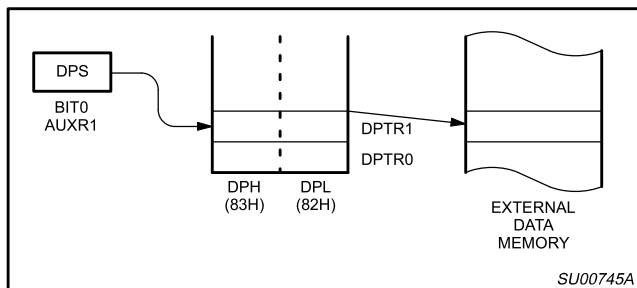 DPS
BIT0
AUXR1
DPTR1
DPTR0
DPH
(83H)
DPL
(82H)
EXTERNAL
DATA
MEMORY
SU00745A